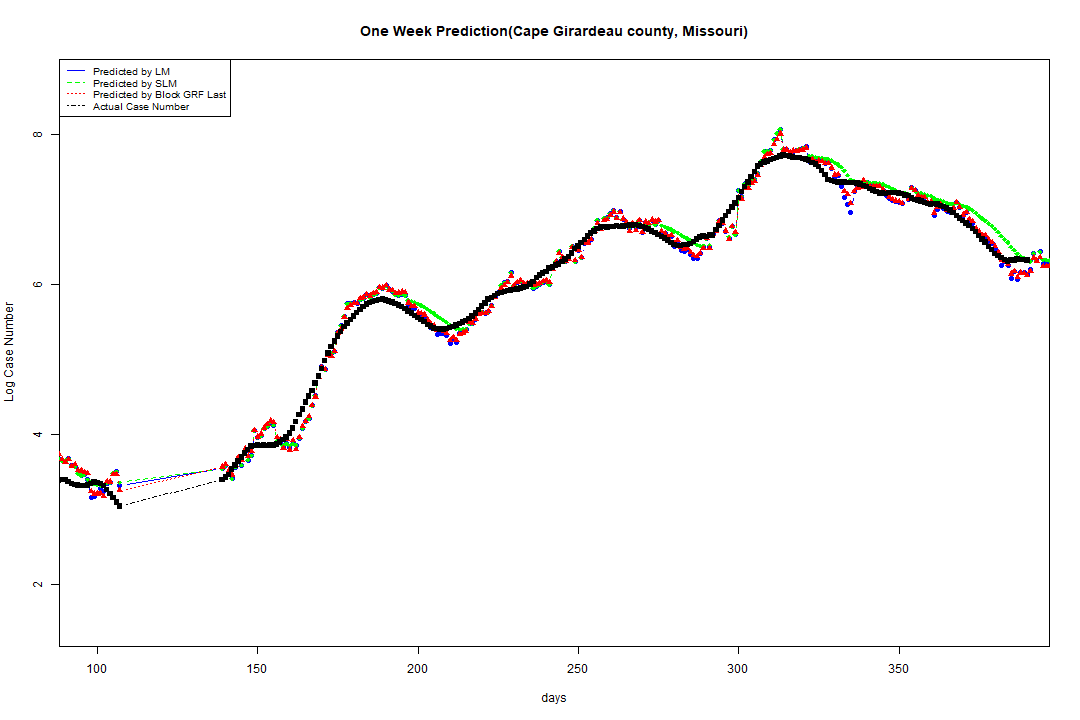 One Week Prediction(Cape Girardeau county, Missouri)
Predicted by LM
Predicted by SLM
Predicted by Block GRF Last
Actual Case Number
8
6
4
2
Log Case Number
100 150 200 250 300 350
days